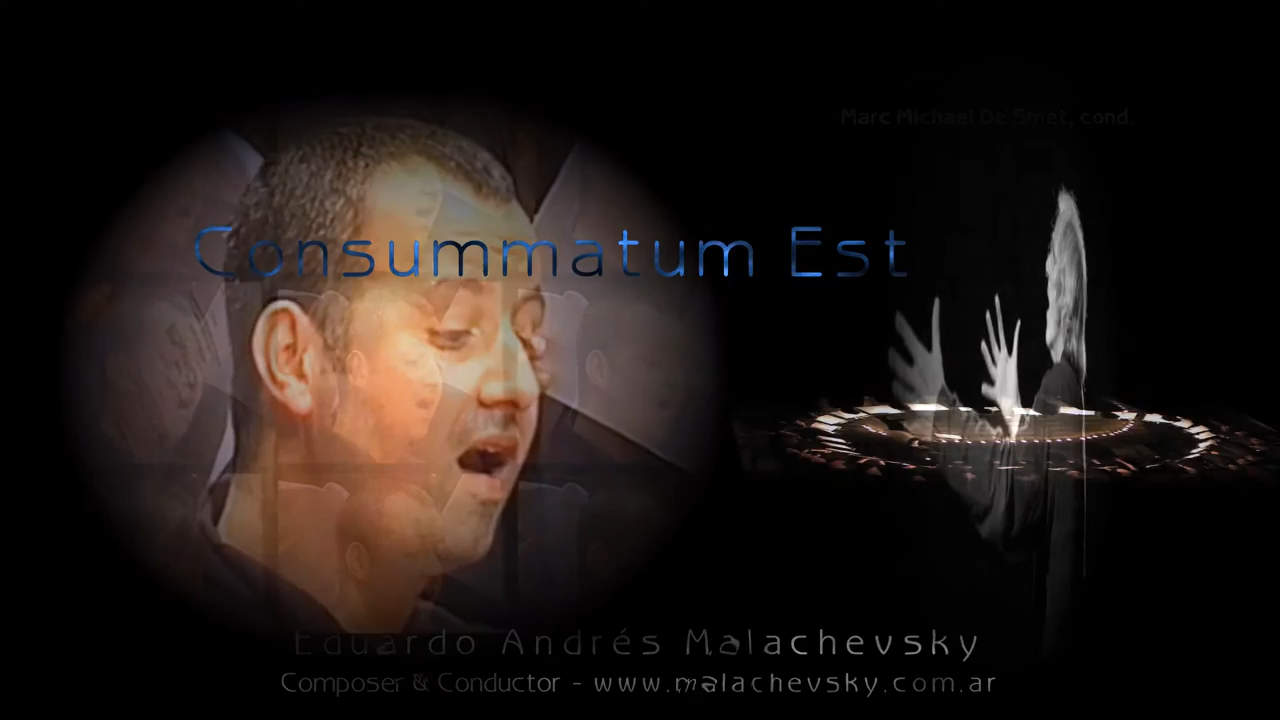 Marc Michael De Smet, cond.
Consummatum Est
Eduardo Andrés Malachevsky
Composer & Conductor - www.malachevsky.com.ar